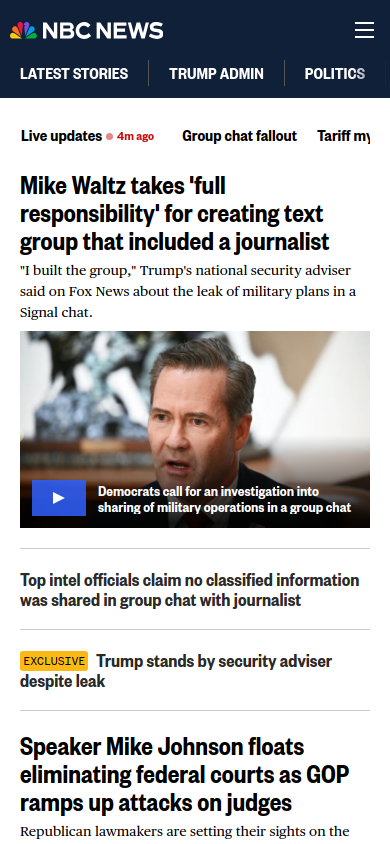 NBC NEWS
LATEST STORIES
TRUMP ADMIN
POLITICS
Live updates
4m ago
Group chat fallout
Tariff my
Mike Waltz takes 'full
responsibility' for creating text
group that included a journalist
"I built the group," Trump's national security adviser
said on Fox News about the leak of military plans in a
Signal chat.
Democrats call for an investigation into
sharing of military operations in a group chat
Top intel officials claim no classified information
was shared in group chat with journalist
EXCLUSIVE Trump stands by security adviser
despite leak
Speaker Mike Johnson floats
eliminating federal courts as GOP
ramps up attacks on judges
Republican lawmakers are setting their sights on the